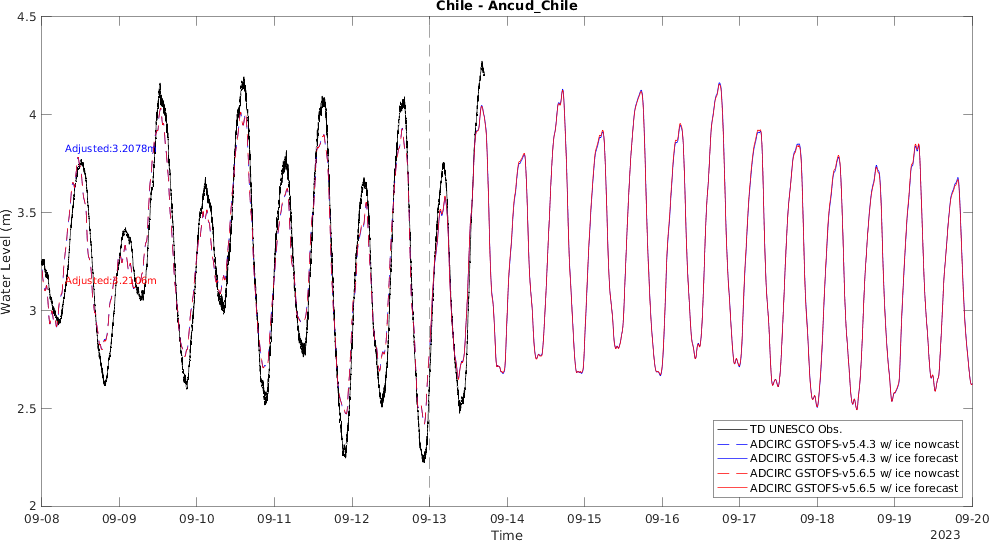 Chile - Ancud_Chile
4.5
4
3.5
3
2.5
2
Water Level (m)
Adjusted:3.2078m
Adjusted:3.2106m
TD UNESCO Obs.
ADCIRC GSTOFS-v5.4.3 w/ ice nowcast
ADCIRC GSTOFS-v5.4.3 w/ ice forecast
ADCIRC GSTOFS-v5.6.5 w/ ice nowcast
ADCIRC GSTOFS-v5.6.5 w/ ice forecast
09-08 09-09 09-10 09-11 09-12 09-13 09-14 09-15 09-16 09-17 09-18 09-19 09-20
Time
2023